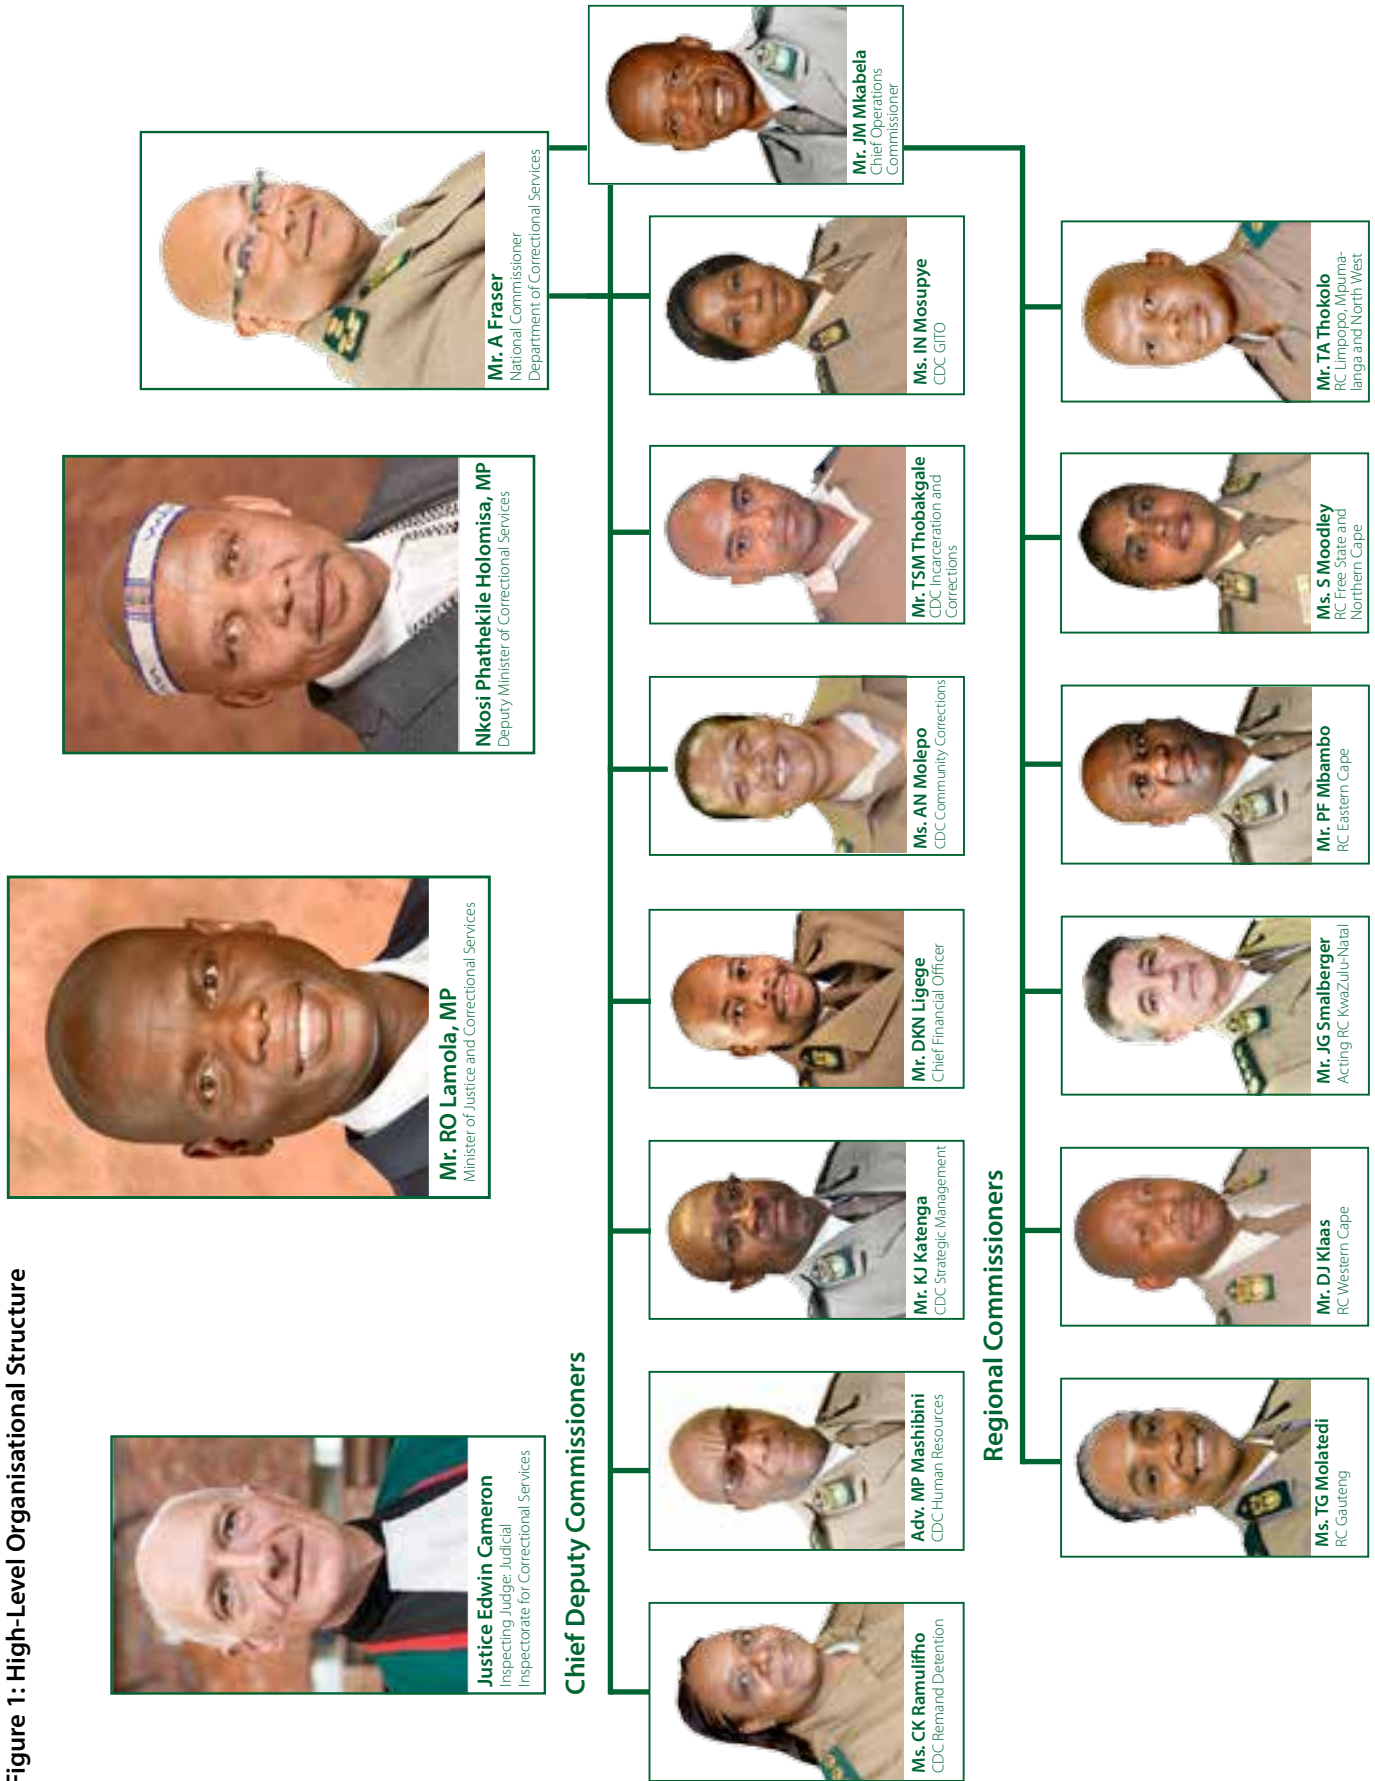 Figure 1: High-Level Organisational Structure
Mr. RO Lamola, MP
Minister of Justice and Correctional Services
Nkosi Phathekile Holomisa, MP
Deputy Minister of Correctional Services
Justice Edwin Cameron
Inspecting Judge: Judicial
Inspectorate for Correctional Services
Mr. A Fraser
National Commissioner
Department of Correctional Services
Chief Deputy Commissioners
Mr. JM Mkabela
Chief Operations
Commissioner
Ms. CK Ramulifho
CDC Remand Detention
Adv. MP Mashibini
CDC Human Resources
Mr. KJ Katenga
CDC Strategic Management
Mr. DKN Ligege
Chief Financial Officer
Ms. AN Molepo
CDC Community Corrections
Mr. TSM Thobakgale
CDC Incarceration and
Corrections
Ms. IN Mosupye
CDC GITO
Regional Commissioners
Ms. TG Molatedi
RC Gauteng
Mr. DJ Klaas
RC Western Cape
Mr. JG Smalberger
Acting RC KwaZulu-Natal
Mr. PF Mbambo
RC Eastern Cape
Ms. S Moodley
RC Free State and
Northern Cape
Mr. TA Thokolo
RC Limpopo, Mpuma-
langa and North West